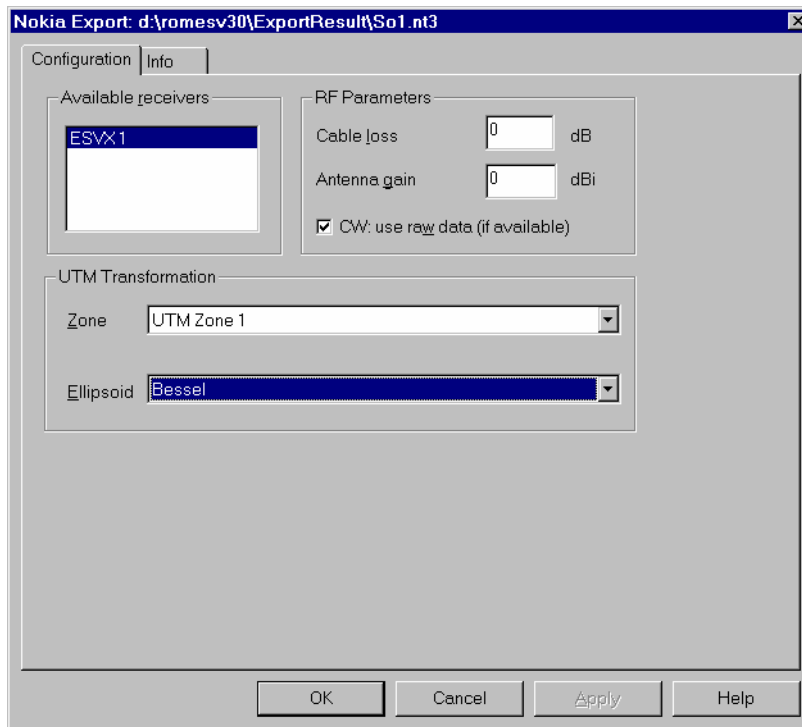 Nokia Export: d:\romesv30\ExportResult\So1.nt3
Configuration
Info
Available receivers
ESVX1
RF Parameters
Cable loss 0 dB
Antenna gain 0 dBi
CW: use raw data (if available)
UTM Transformation
Zone UTM Zone 1
Ellipsoid Bessel
OK Cancel Apply Help